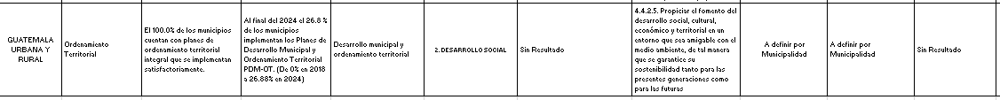 GUATEMALA
URBANA Y
RURAL
Ordenamiento
Territorial
El 100.0% de los municipios
cuentan con planes de
ordenamiento territorial
integral que se implementan
satisfactoriamente.
Al final del 2024 el 26.8 %
de los municipios
implementan los Planes de
Desarrollo Municipal y
Ordenamiento Territorial
PDM-OT. (De 0% en 2018
a 26.88% en 2024)
Desarrollo municipal y
ordenamiento territorial
2. DESARROLLO SOCIAL
Sin Resultado
4.4.2.5. Propiciar el fomento del
desarrollo social, cultural,
económico y territorial en un
entorno que sea amigable con el
medio ambiente, de tal manera
que se garantice su
sostenibilidad tanto para las
presentes generaciones como
para las futuras
A definir por
Municipalidad
A definir por
Municipalidad
Sin Resultado